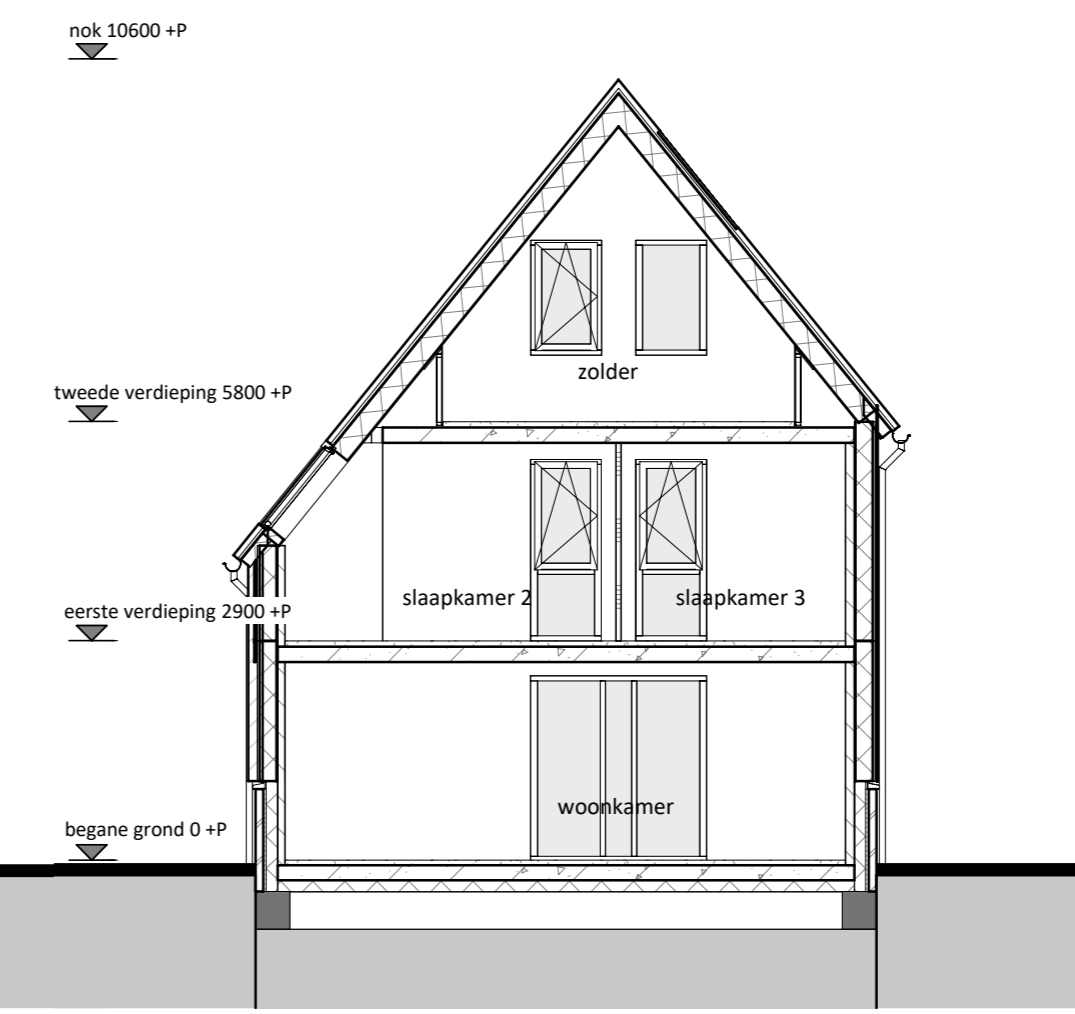 nok 10600 +P
zolder
tweede verdieping 5800 +P
slaapkamer 2
slaapkamer 3
eerste verdieping 2900 +P
woonkamer
begane grond 0 +P